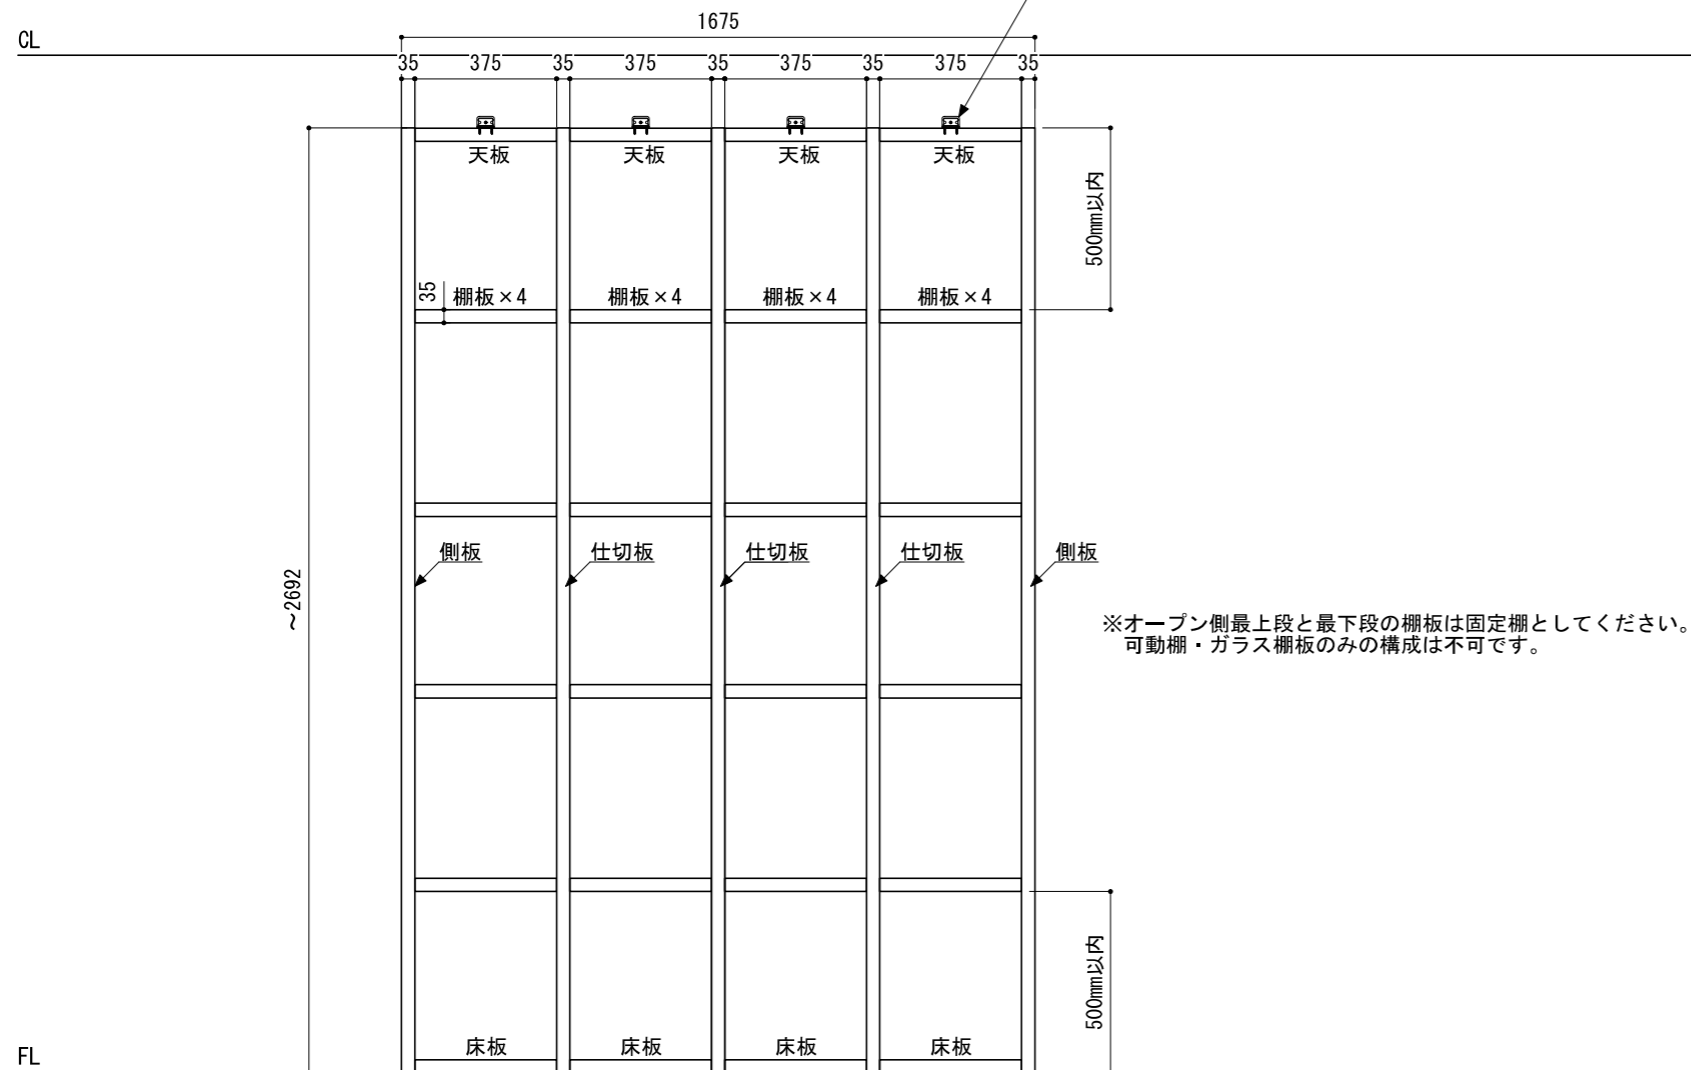 1675
CL
35 375 35 375 35 375 35 375 35
天板 天板 天板 天板
500mm以内
35
棚板×4 棚板×4 棚板×4 棚板×4
側板 仕切板 仕切板 仕切板 側板
~2692
※オープン側最上段と最下段の棚板は固定棚としてください。
可動棚・ガラス棚板のみの構成は不可です。
500mm以内
床板 床板 床板 床板
FL